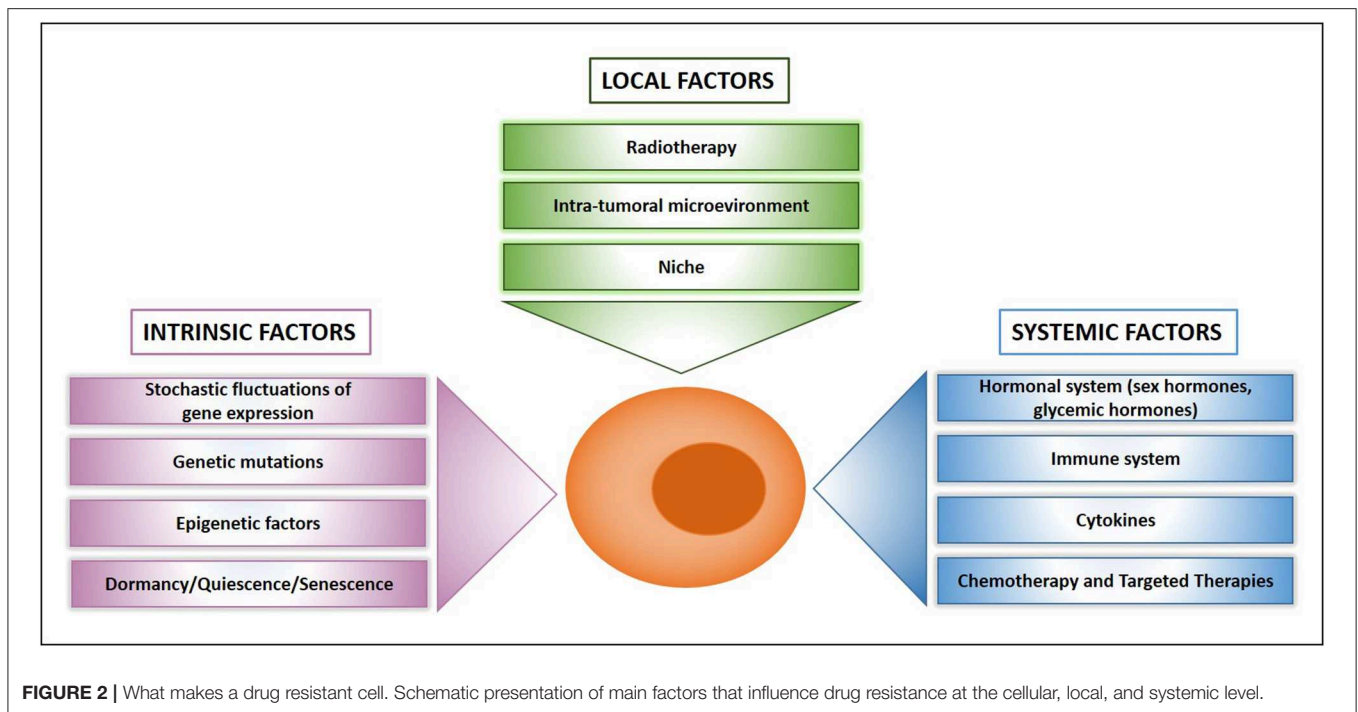 LOCAL FACTORS
Radiotherapy
Intra-tumoral microevironment
Niche
INTRINSIC FACTORS
Stochastic fluctuations of
gene expression
Genetic mutations
Epigenetic factors
Dormancy/Quiescence/Senescence
SYSTEMIC FACTORS
Hormonal system (sex hormones,
glycemic hormones)
Immune system
Cytokines
Chemotherapy and Targeted Therapies
FIGURE 2 | What makes a drug resistant cell. Schematic presentation of main factors that influence drug resistance at the cellular, local, and systemic level.